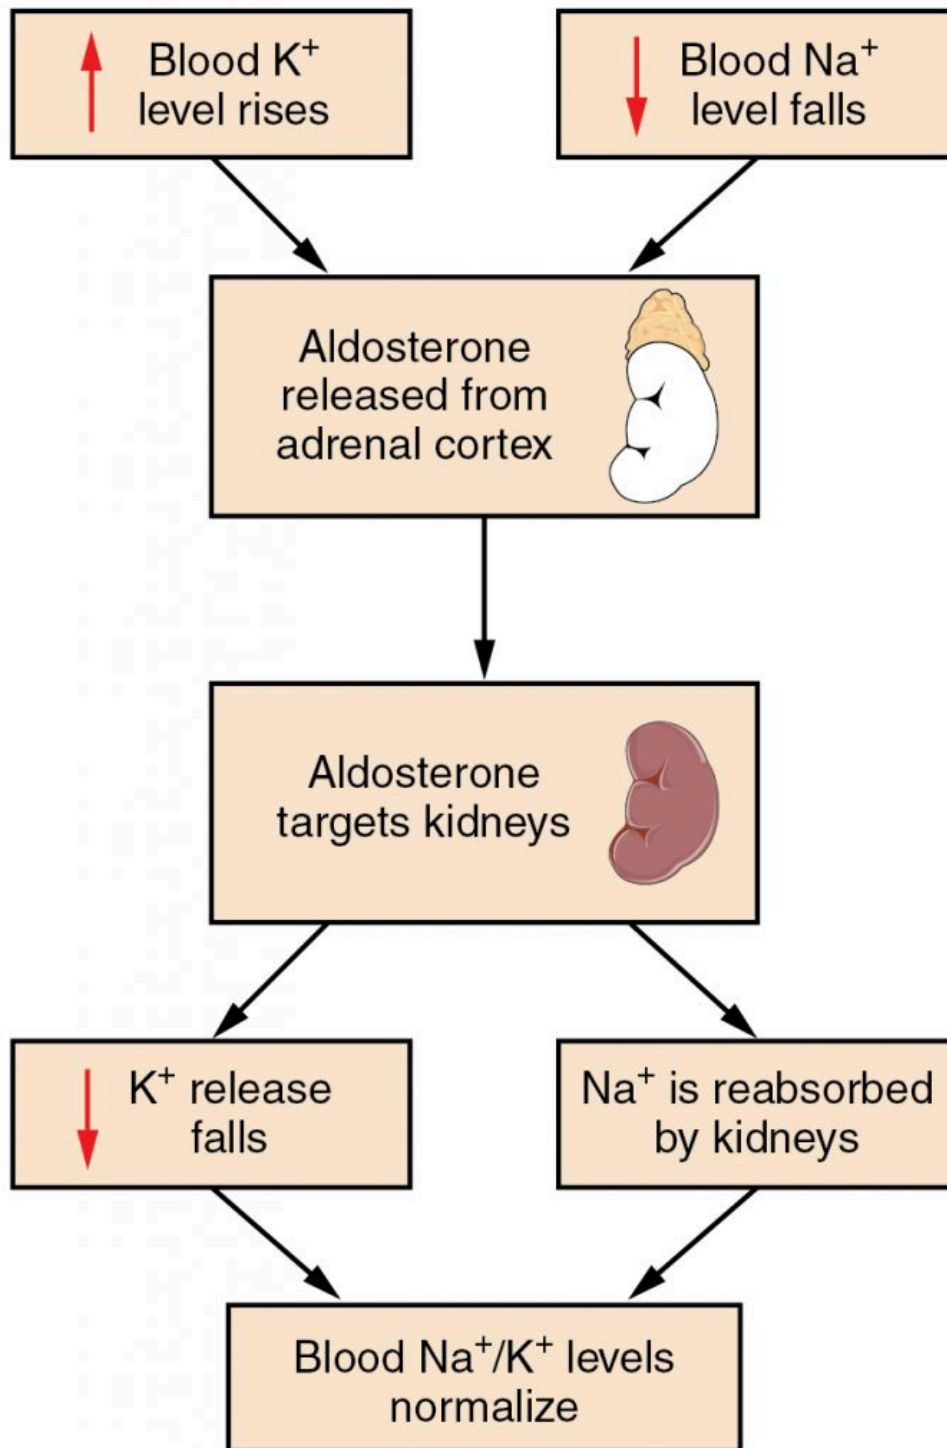 Blood K⁺
level rises
Blood Na⁺
level falls
Aldosterone
released from
adrenal cortex
Aldosterone
targets kidneys
K⁺ release
falls
Na⁺ is reabsorbed
by kidneys
Blood Na⁺/K⁺ levels
normalize